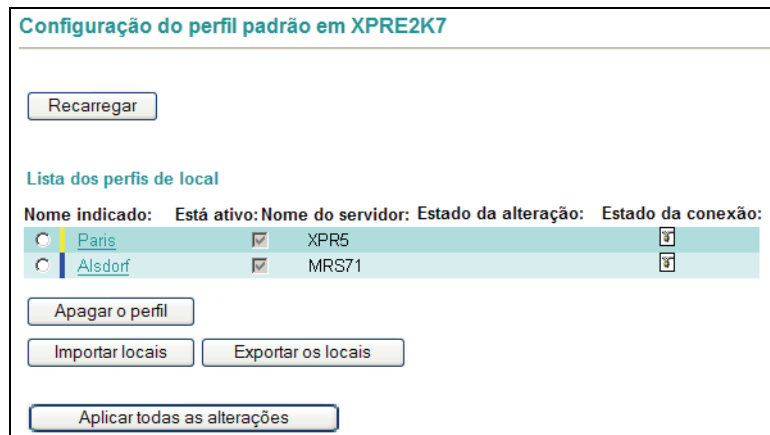 Configuração do perfil padrão em XPRE2K7
Recarregar
Lista dos perfis de local
Nome indicado: Está ativo: Nome do servidor: Estado da alteração: Estado da conexão:
Paris XPR5
Alsdorf MRS71
Apagar o perfil
Importar locais Exportar os locais
Aplicar todas as alterações